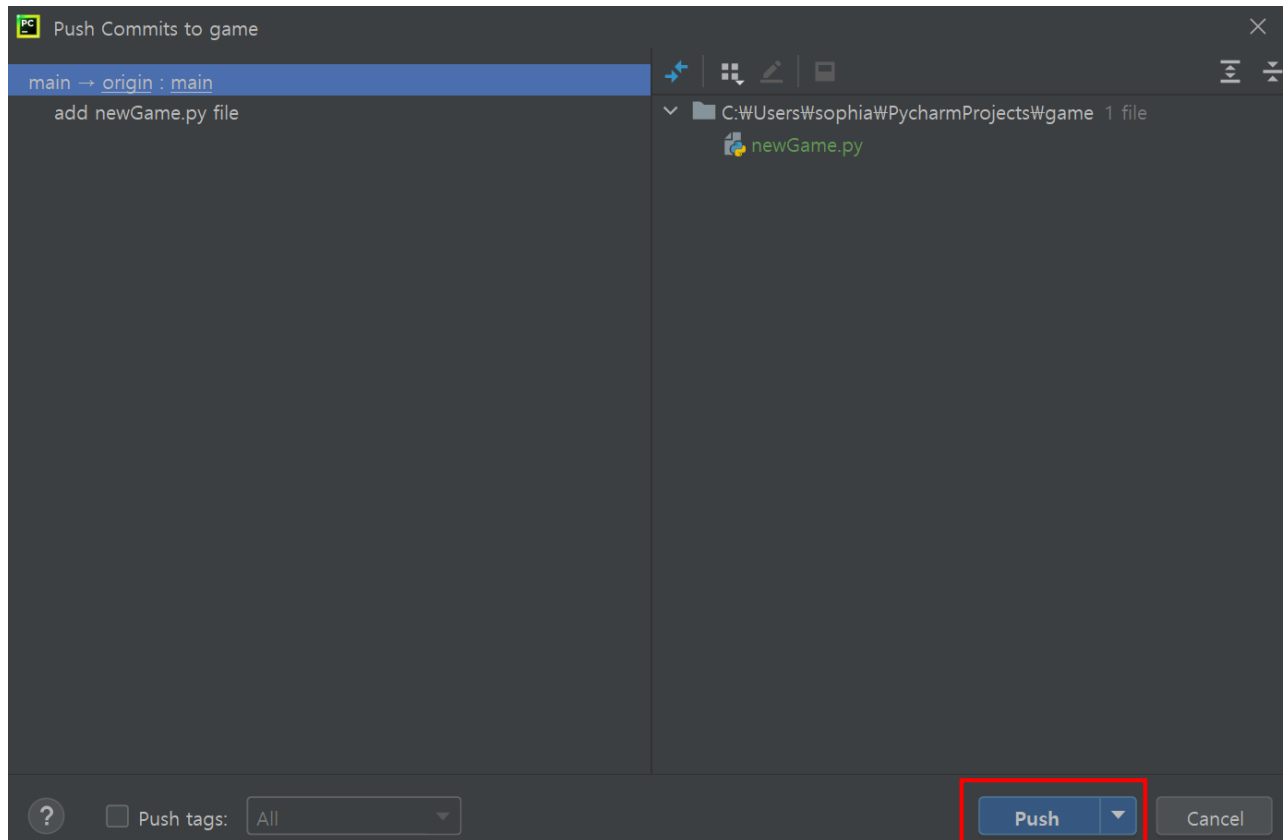 PC
Push Commits to game
main → origin : main
add newGame.py file
C:₩Users₩sophia₩PycharmProjects₩game 1 file
newGame.py
?
Push tags:
All
Push
Cancel